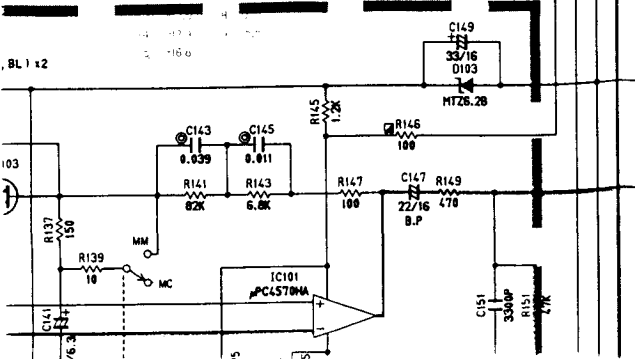 C149
33/16
D103
MTZ6.2B
, BL) x2
R145
1.2K
R146
100
C143
0.039
C145
0.011
103
R141
82K
R143
6.8K
R147
100
C147
22/16
B.P
R149
470
R137
150
MM
R139
10
MC
IC101
µPC4570HA
+
C141
/6.3
C151
3300P
R151
47K